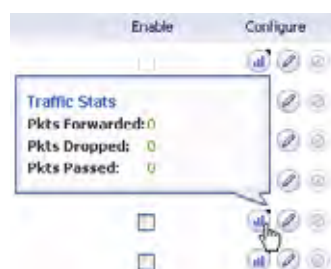 Enable Configure
Traffic Stats
Pkts Forwarded: 0
Pkts Dropped: 0
Pkts Passed: 0